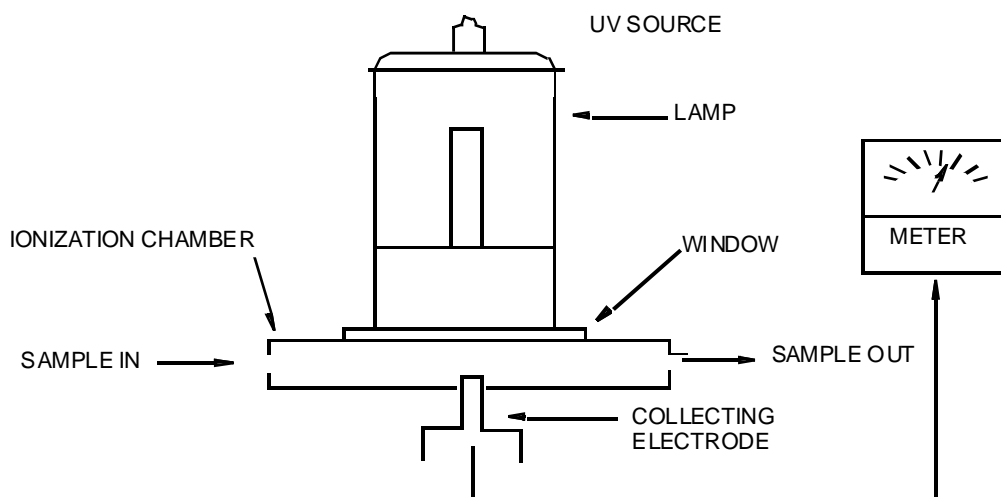 UV SOURCE
LAMP
IONIZATION CHAMBER
WINDOW
METER
SAMPLE IN
SAMPLE OUT
COLLECTING
ELECTRODE